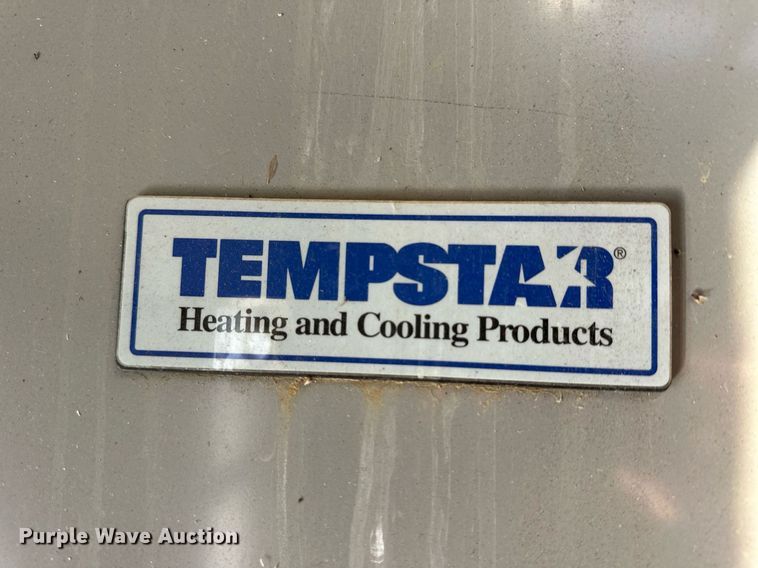 TEMPSTAR®
Heating and Cooling Products
Purple Wave Auction